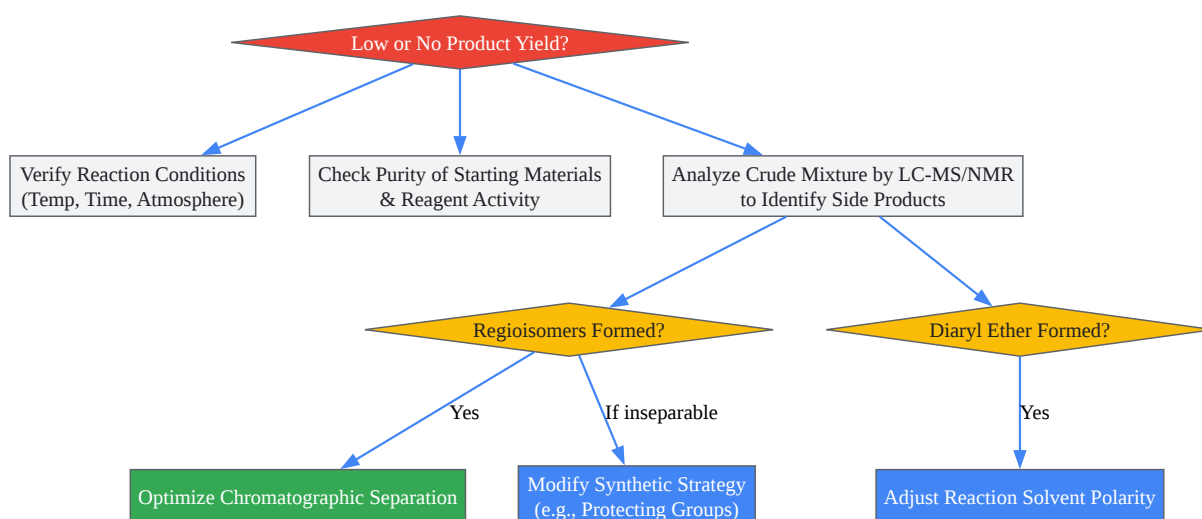 Low or No Product Yield?
Verify Reaction Conditions
(Temp, Time, Atmosphere)
Check Purity of Starting Materials
& Reagent Activity
Analyze Crude Mixture by LC-MS/NMR
to Identify Side Products
Regioisomers Formed?
Diaryl Ether Formed?
Yes
If inseparable
Yes
Optimize Chromatographic Separation
Modify Synthetic Strategy
(e.g., Protecting Groups)
Adjust Reaction Solvent Polarity